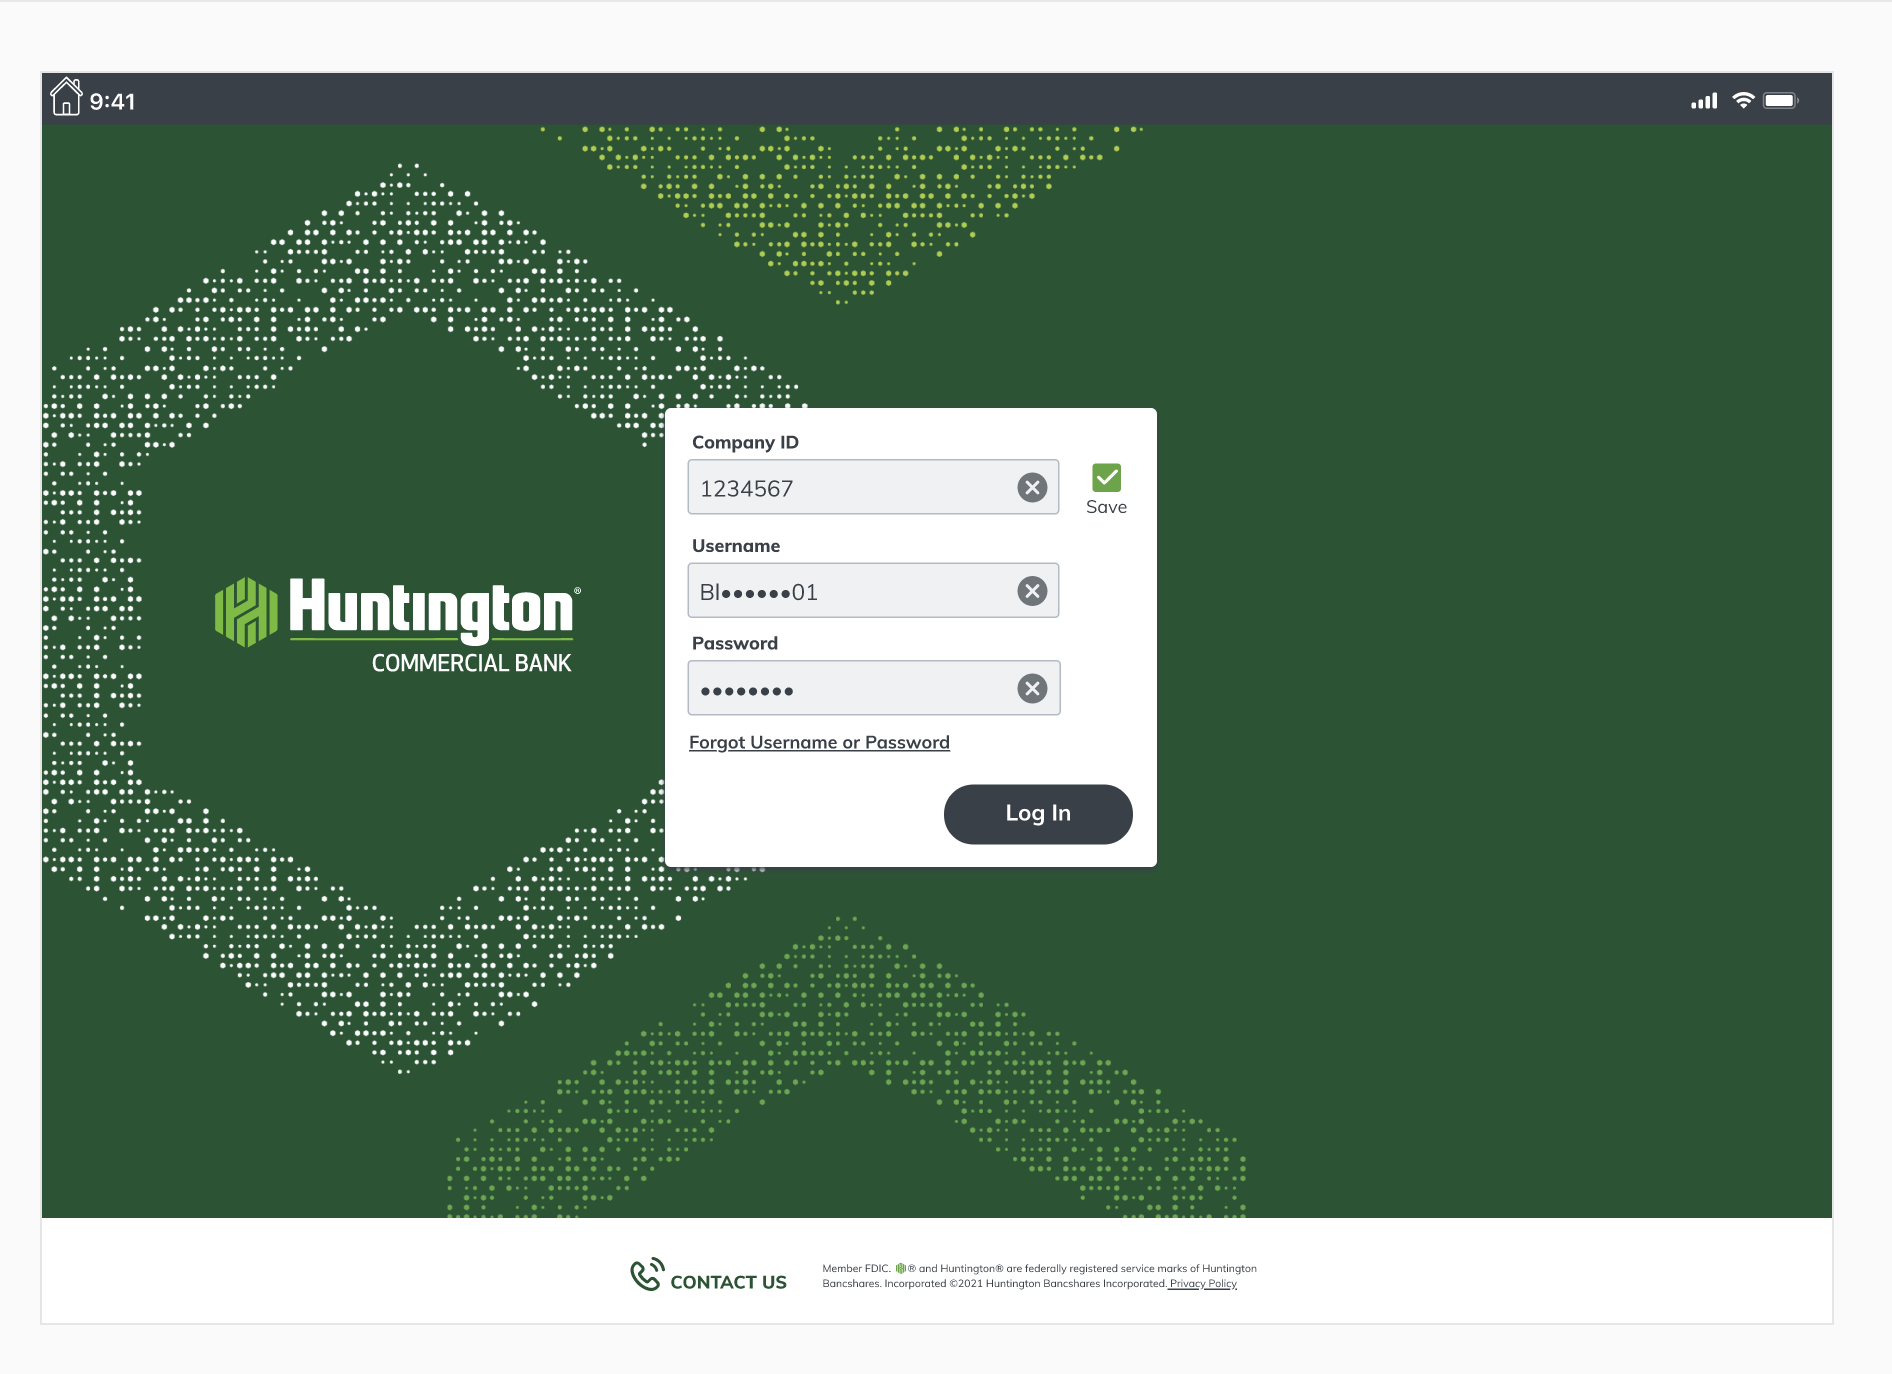 9:41
Company ID
1234567
Save
Username
Bl••••••01
Password
••••••••
Forgot Username or Password
Log In
Huntington®
COMMERCIAL BANK
CONTACT US
Member FDIC. ® and Huntington® are federally registered service marks of Huntington
Bancshares. Incorporated ©2021 Huntington Bancshares Incorporated. Privacy Policy